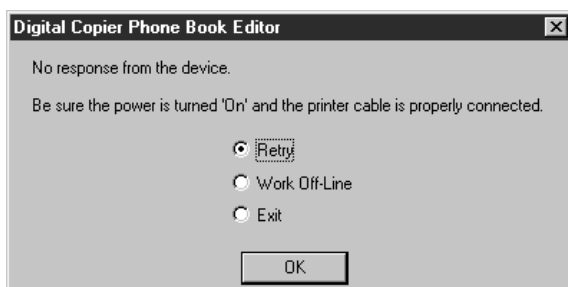 Digital Copier Phone Book Editor
No response from the device.
Be sure the power is turned 'On' and the printer cable is properly connected.
Retry
Work Off-Line
Exit
OK